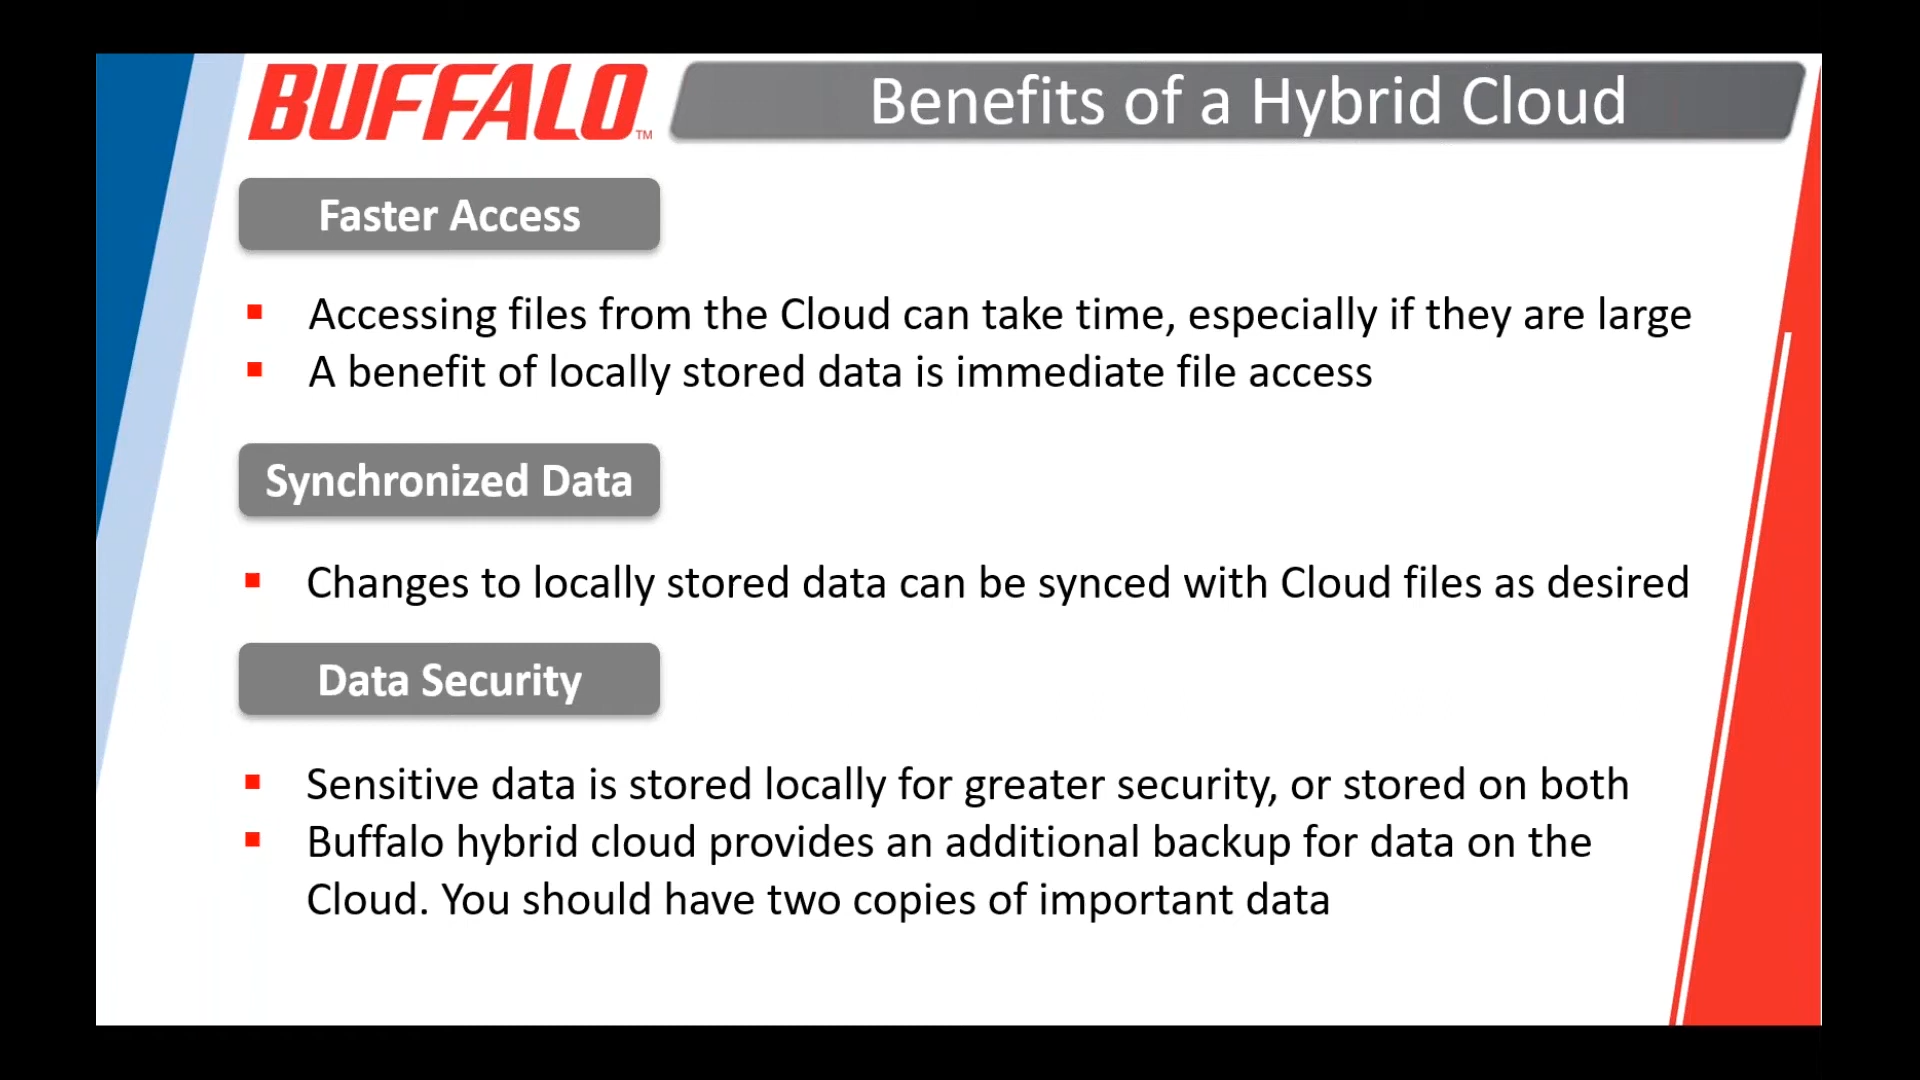 BUFFALO™
Benefits of a Hybrid Cloud
Faster Access
▪ Accessing files from the Cloud can take time, especially if they are large
▪ A benefit of locally stored data is immediate file access
Synchronized Data
▪ Changes to locally stored data can be synced with Cloud files as desired
Data Security
▪ Sensitive data is stored locally for greater security, or stored on both
▪ Buffalo hybrid cloud provides an additional backup for data on the
Cloud. You should have two copies of important data